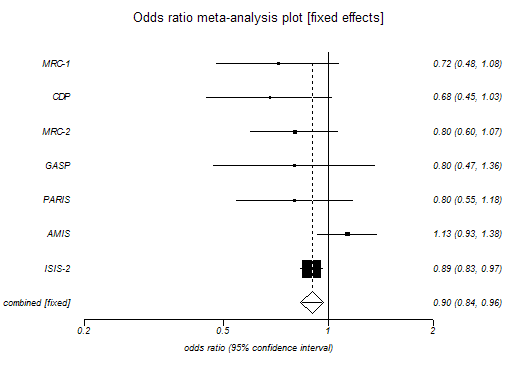 Odds ratio meta-analysis plot [fixed effects]
MRC-1 0.72 (0.48, 1.08)
CDP 0.68 (0.45, 1.03)
MRC-2 0.80 (0.60, 1.07)
GASP 0.80 (0.47, 1.36)
PARIS 0.80 (0.55, 1.18)
AMIS 1.13 (0.93, 1.38)
ISIS-2 0.89 (0.83, 0.97)
combined [fixed] 0.90 (0.84, 0.96)
0.2 0.5 1 2
odds ratio (95% confidence interval)